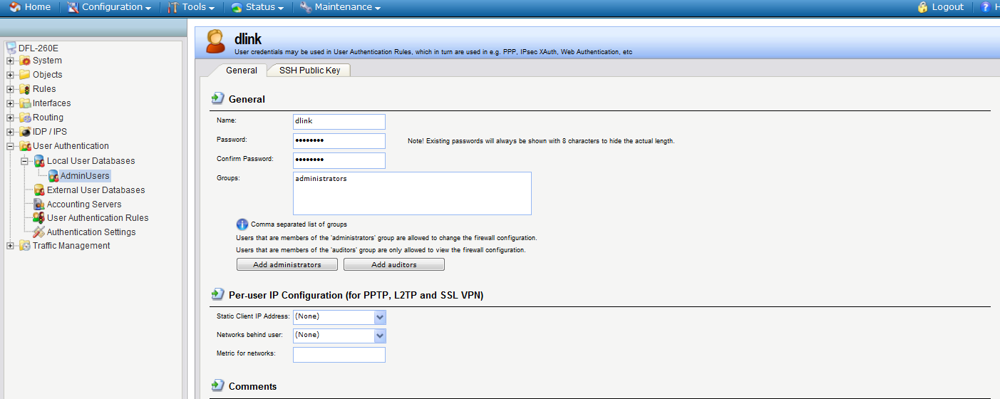 Home Configuration Tools Status Maintenance Logout H
DFL-260E
System
Objects
Rules
Interfaces
Routing
IDP / IPS
User Authentication
Local User Databases
AdminUsers
External User Databases
Accounting Servers
User Authentication Rules
Authentication Settings
Traffic Management
dlink
User credentials may be used in User Authentication Rules, which in turn are used in e.g. PPP, IPsec XAuth, Web Authentication, etc
General SSH Public Key
General
Name: dlink
Password: •••••••• Note! Existing passwords will always be shown with 8 characters to hide the actual length.
Confirm Password: ••••••••
Groups: administrators
Comma separated list of groups
Users that are members of the 'administrators' group are allowed to change the firewall configuration.
Users that are members of the 'auditors' group are only allowed to view the firewall configuration.
Add administrators Add auditors
Per-user IP Configuration (for PPTP, L2TP and SSL VPN)
Static Client IP Address: (None)
Networks behind user: (None)
Metric for networks:
Comments